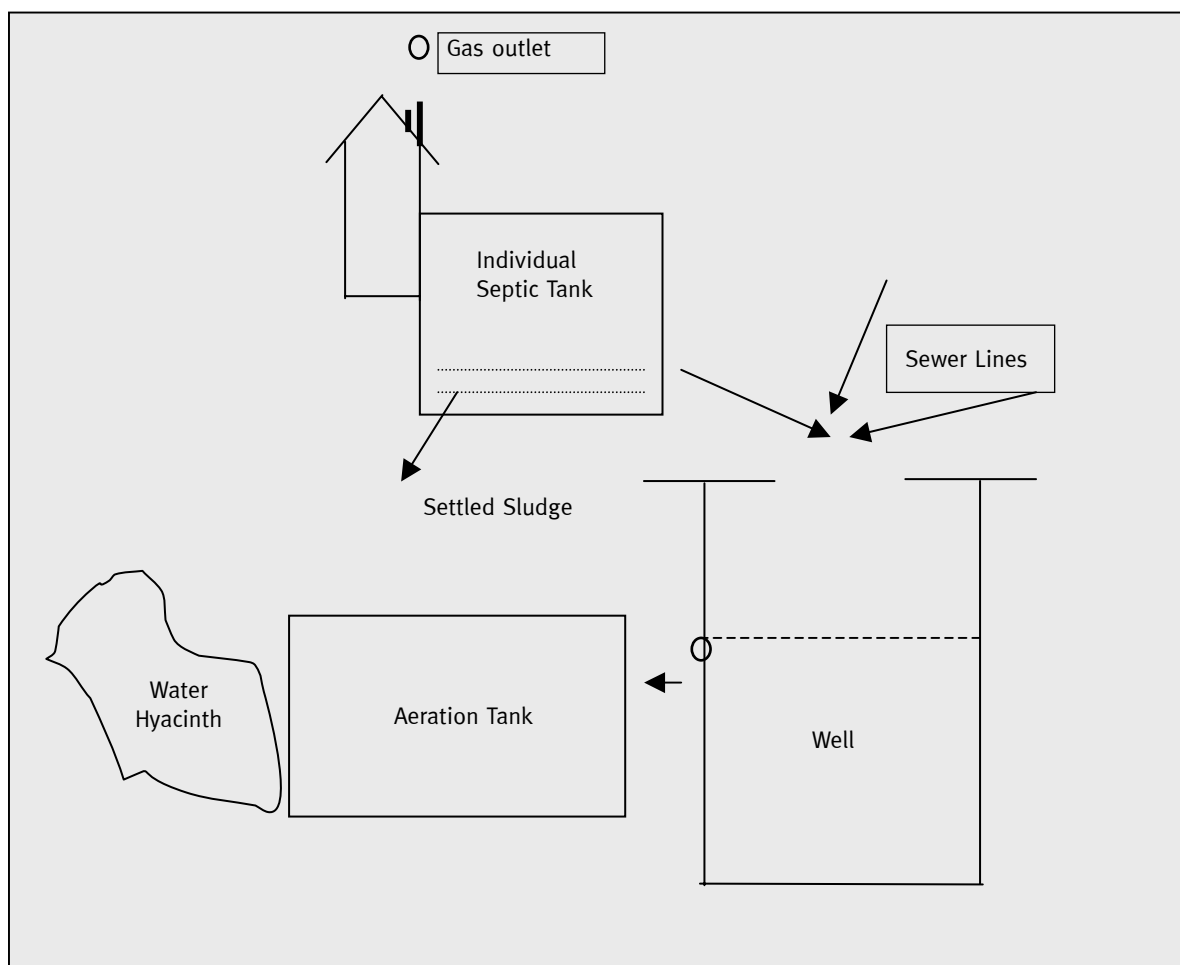 Gas outlet
Individual
Septic Tank
Sewer Lines
Settled Sludge
Water
Hyacinth
Aeration Tank
Well